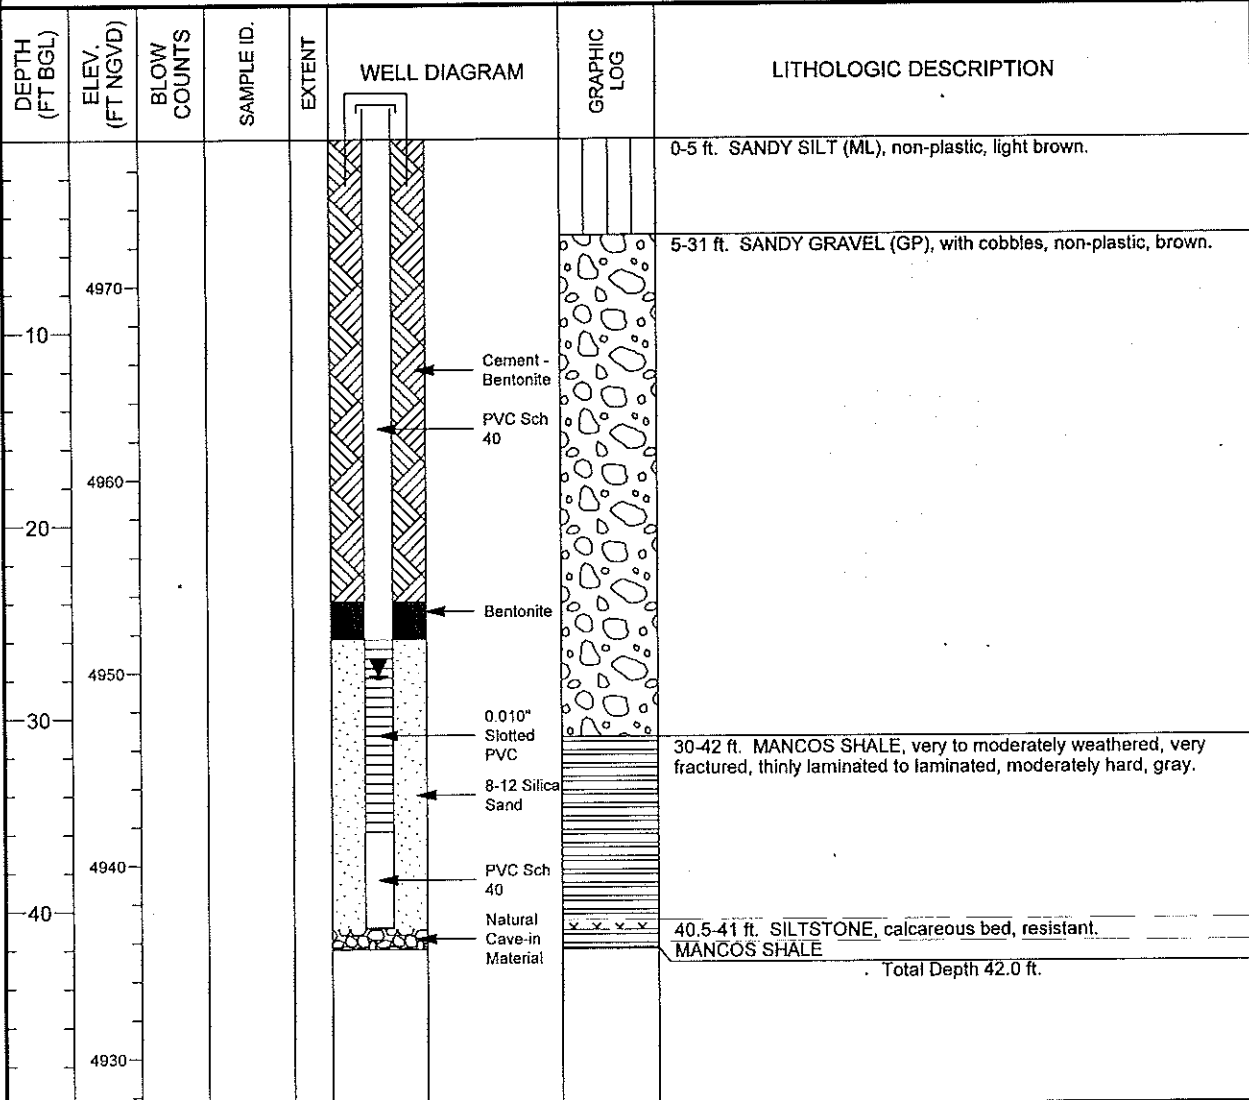 DEPTH
(FT BGL)
ELEV.
(FT NGVD)
BLOW
COUNTS
SAMPLE ID.
EXTENT
WELL DIAGRAM
GRAPHIC
LOG
LITHOLOGIC DESCRIPTION
0-5 ft. SANDY SILT (ML), non-plastic, light brown.
5-31 ft. SANDY GRAVEL (GP), with cobbles, non-plastic, brown.
4970
10
Cement -
Bentonite
PVC Sch
40
4960
20
Bentonite
4950
30
0.010"
Slotted
PVC
30-42 ft. MANCOS SHALE, very to moderately weathered, very
fractured, thinly laminated to laminated, moderately hard, gray.
8-12 Silica
Sand
4940
PVC Sch
40
40
Natural
Cave-in
Material
40.5-41 ft. SILTSTONE, calcareous bed, resistant.
MANCOS SHALE
Total Depth 42.0 ft.
4930